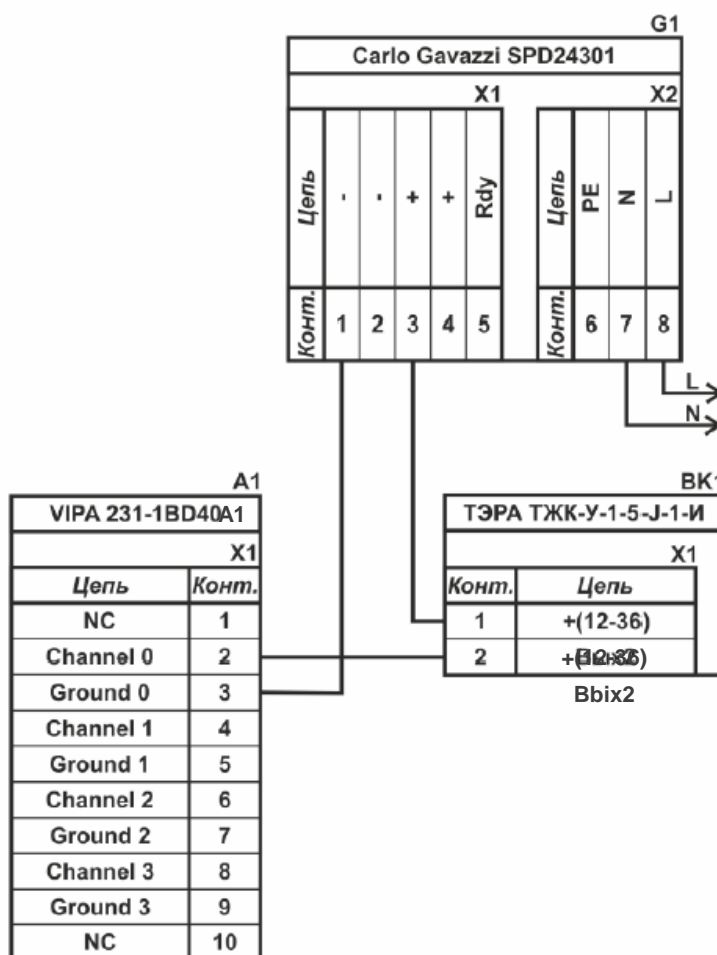 G1
Carlo Gavazzi SPD24301
X1 X2
Цепь - - + + Rdy Цепь PE N L
Конт. 1 2 3 4 5 Конт. 6 7 8
L
N
A1
VIPA 231-1BD40A1
X1
Цепь Конт.
NC 1
Channel 0 2
Ground 0 3
Channel 1 4
Ground 1 5
Channel 2 6
Ground 2 7
Channel 3 8
Ground 3 9
NC 10
BK1
ТЭРА ТЖК-У-1-5-J-1-И
X1
Конт. Цепь
1 +(12-36)
2
Bbix2